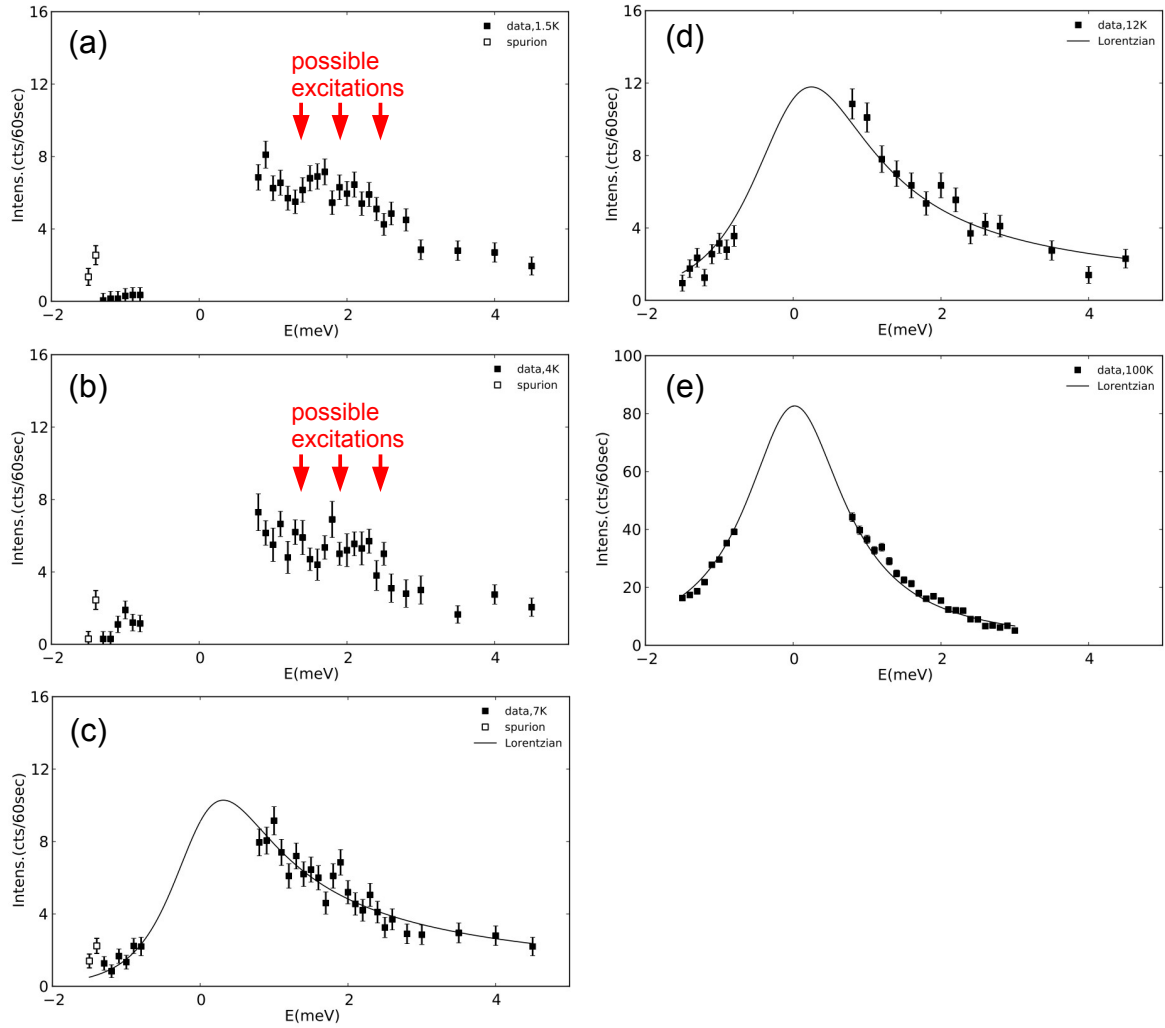 (a)
data,1.5K
spurion
possible
excitations
Intens.(cts/60sec)
16
12
8
4
0
−2
0
2
4
E(meV)
(b)
data,4K
spurion
possible
excitations
Intens.(cts/60sec)
16
12
8
4
0
−2
0
2
4
E(meV)
(c)
data,7K
spurion
Lorentzian
Intens.(cts/60sec)
16
12
8
4
0
−2
0
2
4
E(meV)
(d)
data,12K
Lorentzian
Intens.(cts/60sec)
16
12
8
4
0
−2
0
2
4
E(meV)
(e)
data,100K
Lorentzian
Intens.(cts/60sec)
100
80
60
40
20
0
−2
0
2
4
E(meV)